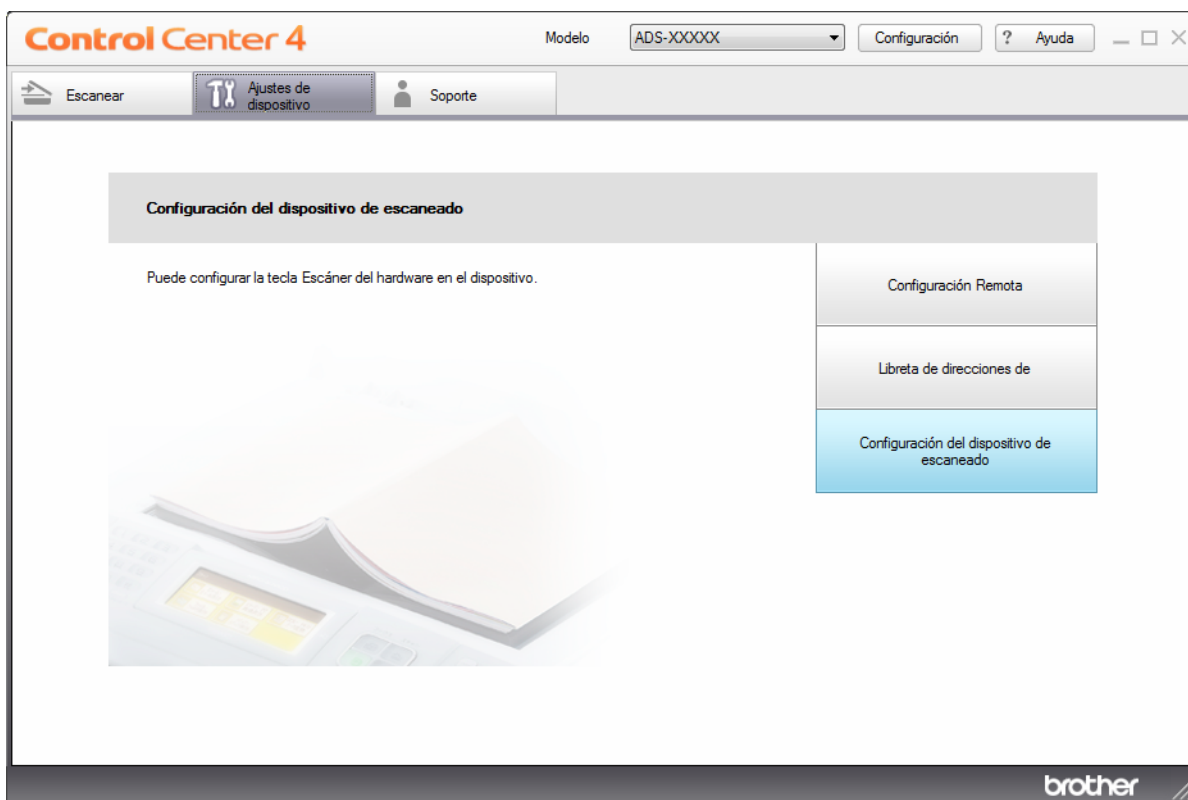 Control Center 4
Modelo
ADS-XXXXX
Configuración
? Ayuda
Escanear
Ajustes de
dispositivo
Soporte
Configuración del dispositivo de escaneado
Puede configurar la tecla Escáner del hardware en el dispositivo.
Configuración Remota
Libreta de direcciones de
Configuración del dispositivo de
escaneado
brother